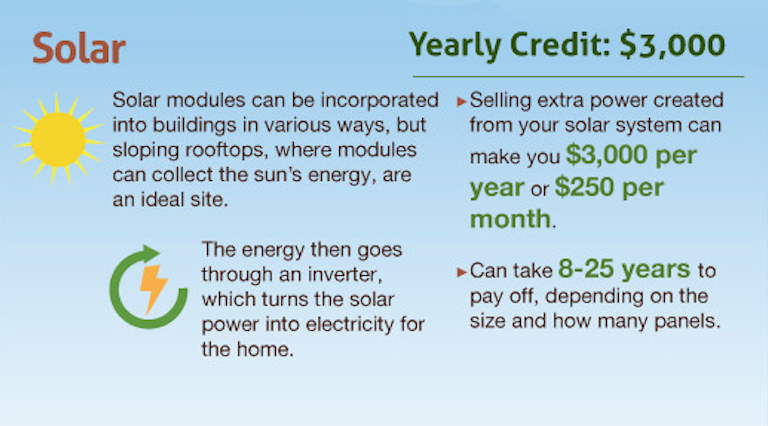 Solar
Solar modules can be incorporated
into buildings in various ways, but
sloping rooftops, where modules
can collect the sun's energy, are
an ideal site.
The energy then goes
through an inverter,
which turns the solar
power into electricity for
the home.
Yearly Credit: $3,000
▸Selling extra power created
from your solar system can
make you $3,000 per
year or $250 per
month.
▸Can take 8-25 years to
pay off, depending on the
size and how many panels.